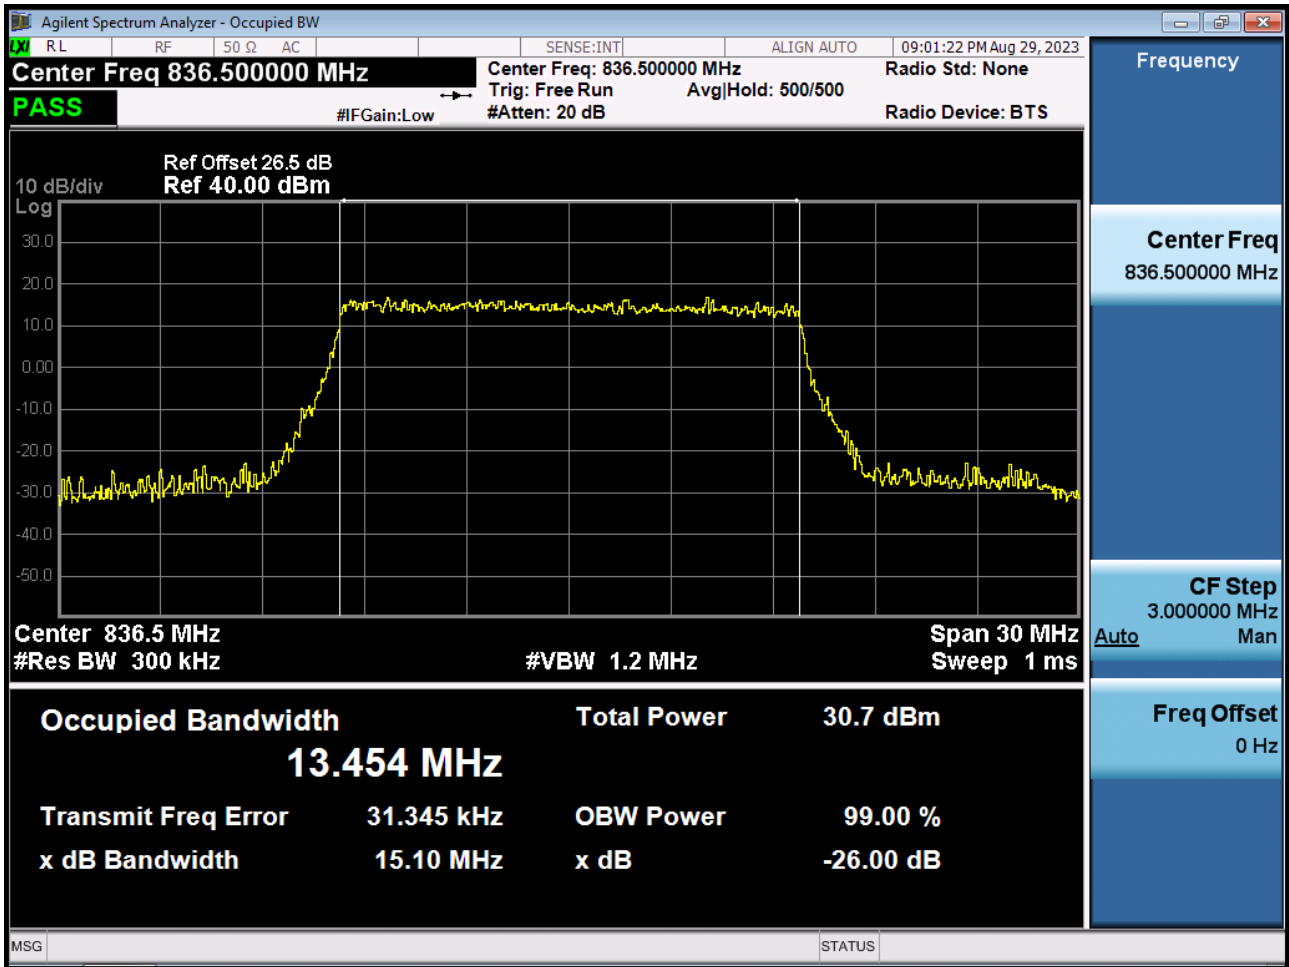 Agilent Spectrum Analyzer - Occupied BW
LXI RL RF 50 Ω AC SENSE:INT ALIGN AUTO 09:01:22 PM Aug 29, 2023
Center Freq 836.500000 MHz
Center Freq: 836.500000 MHz
Radio Std: None
Trig: Free Run
Avg|Hold: 500/500
PASS
#IFGain:Low
#Atten: 20 dB
Radio Device: BTS
Ref Offset 26.5 dB
10 dB/div
Ref 40.00 dBm
Log
30.0
20.0
10.0
0.00
-10.0
-20.0
-30.0
-40.0
-50.0
Center 836.5 MHz
Span 30 MHz
#Res BW 300 kHz
#VBW 1.2 MHz
Sweep 1 ms
Occupied Bandwidth
13.454 MHz
Total Power 30.7 dBm
Transmit Freq Error 31.345 kHz
OBW Power 99.00 %
x dB Bandwidth 15.10 MHz
x dB -26.00 dB
Frequency
Center Freq
836.500000 MHz
CF Step
3.000000 MHz
Auto Man
Freq Offset
0 Hz
MSG
STATUS